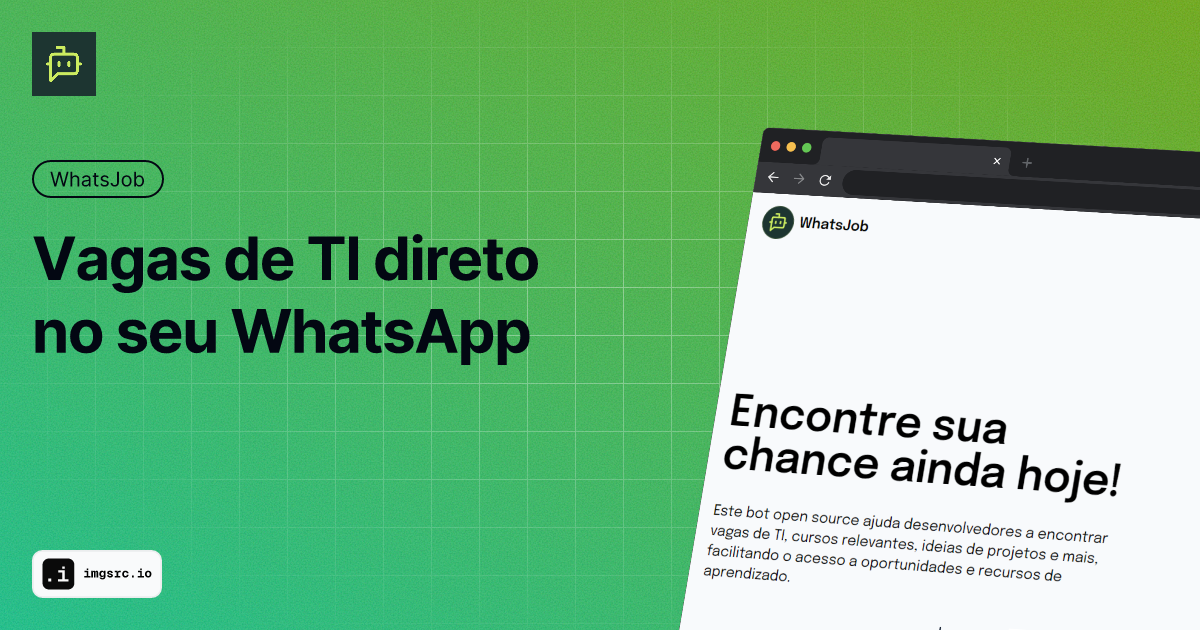 WhatsJob
Vagas de TI direto
no seu WhatsApp
.i imgsrc.io
WhatsJob
Encontre sua
chance ainda hoje!
Este bot open source ajuda desenvolvedores a encontrar
vagas de TI, cursos relevantes, ideias de projetos e mais,
facilitando o acesso a oportunidades e recursos de
aprendizado.